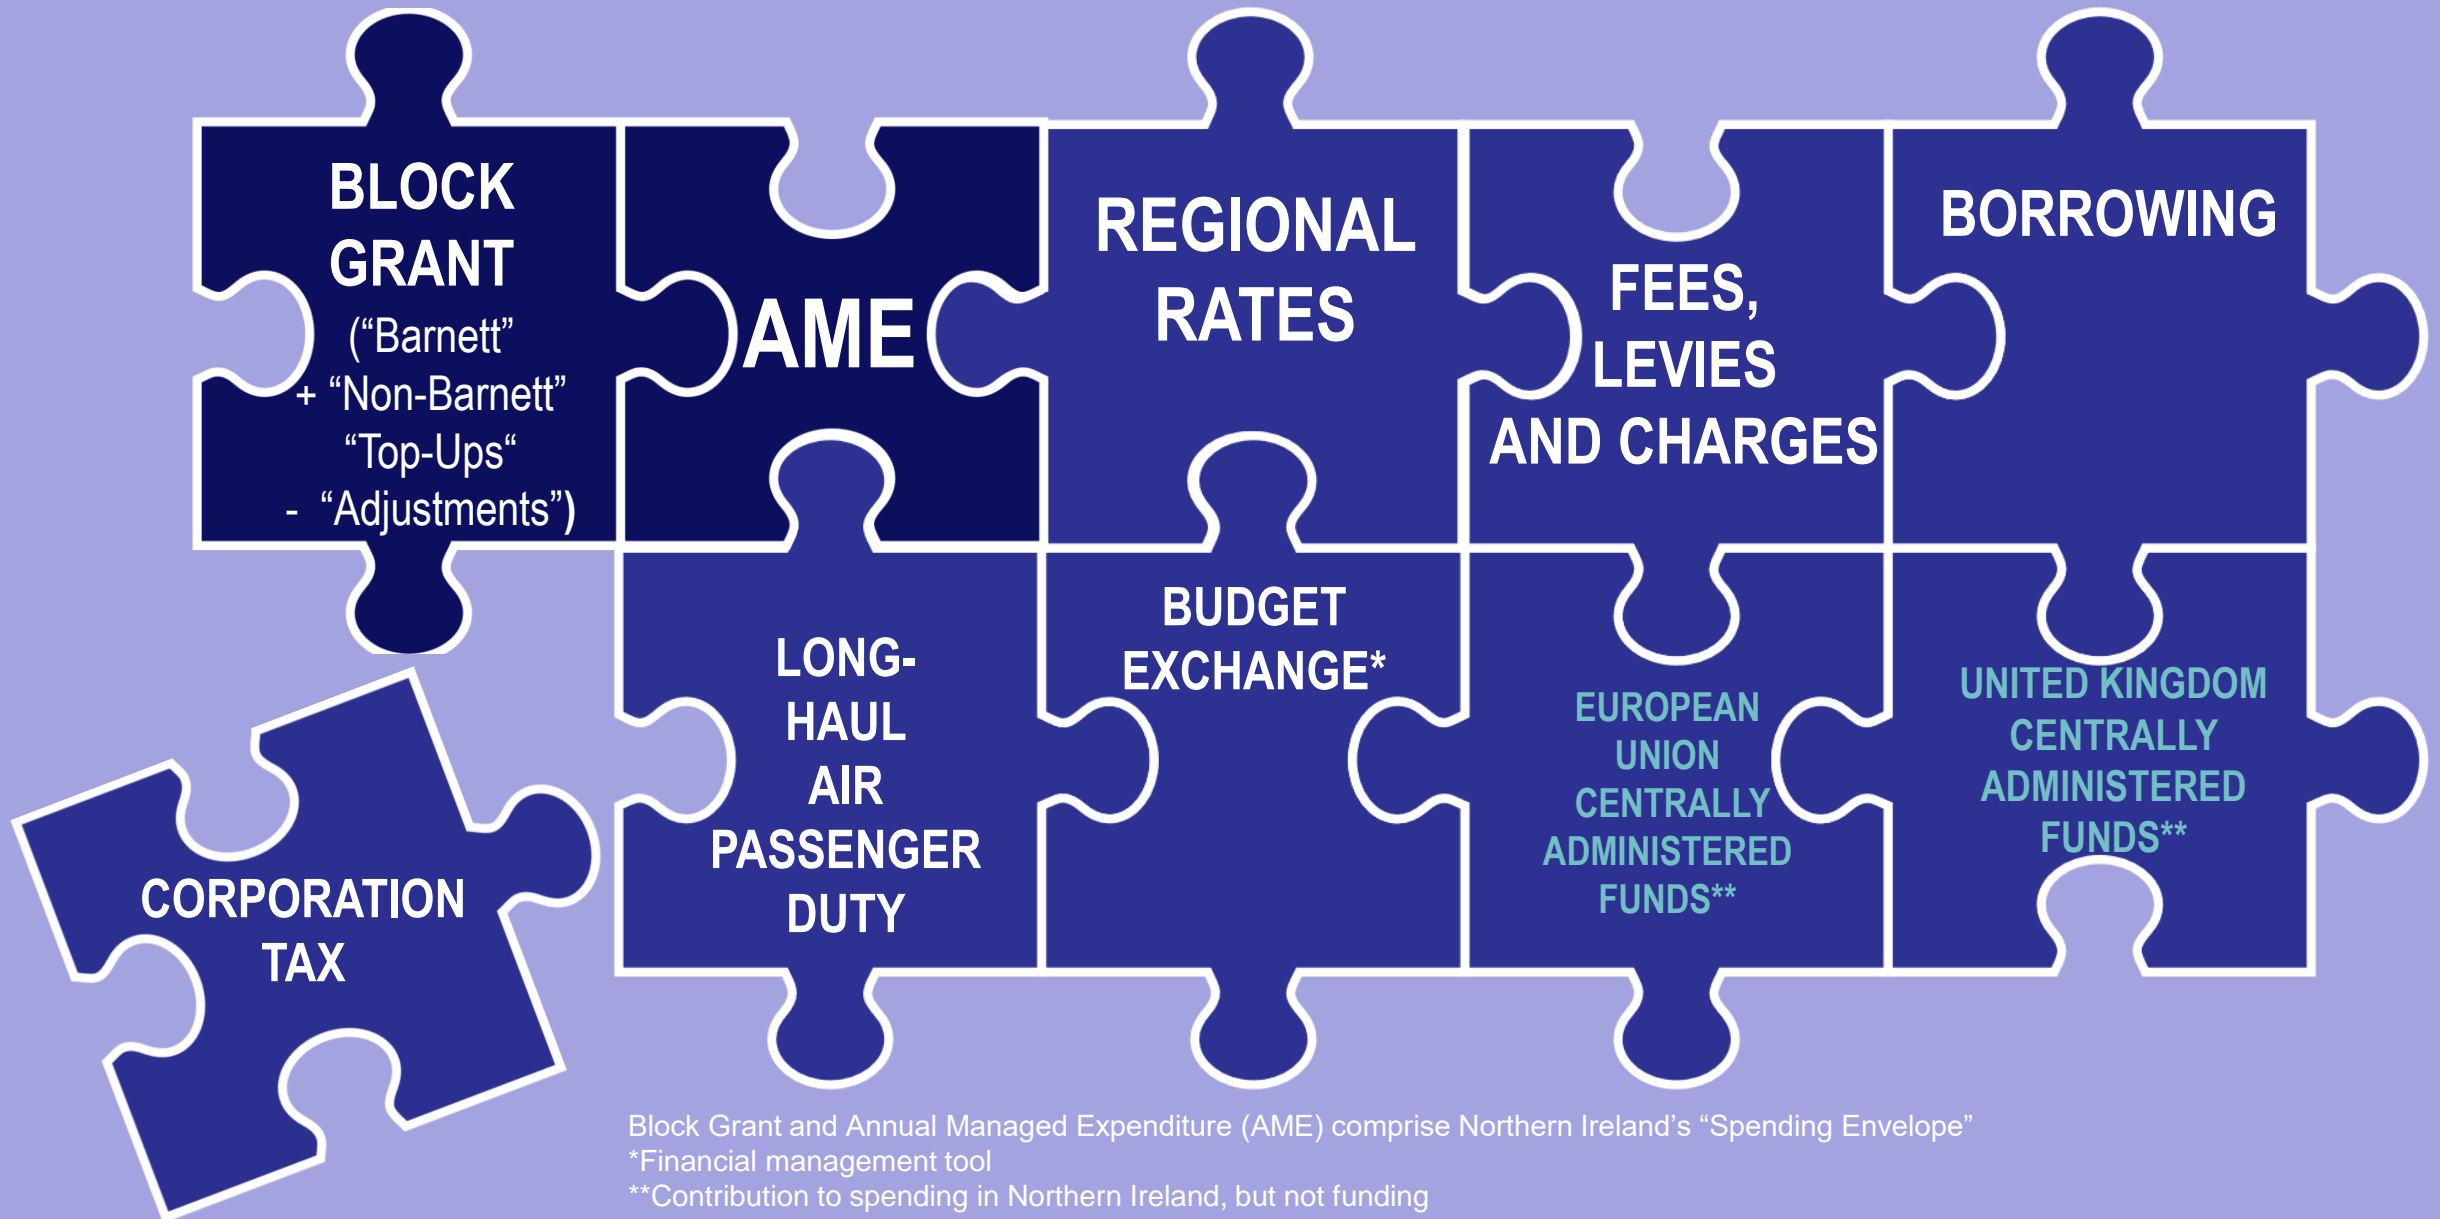 BLOCK
GRANT
(“Barnett”
+ “Non-Barnett”
“Top-Ups“
- “Adjustments”)
AME
REGIONAL
RATES
FEES,
LEVIES
AND CHARGES
BORROWING
CORPORATION
TAX
LONG-
HAUL
AIR
PASSENGER
DUTY
BUDGET
EXCHANGE*
EUROPEAN
UNION
CENTRALLY
ADMINISTERED
FUNDS**
UNITED KINGDOM
CENTRALLY
ADMINISTERED
FUNDS**
Block Grant and Annual Managed Expenditure (AME) comprise Northern Ireland’s “Spending Envelope”
*Financial management tool
**Contribution to spending in Northern Ireland, but not funding